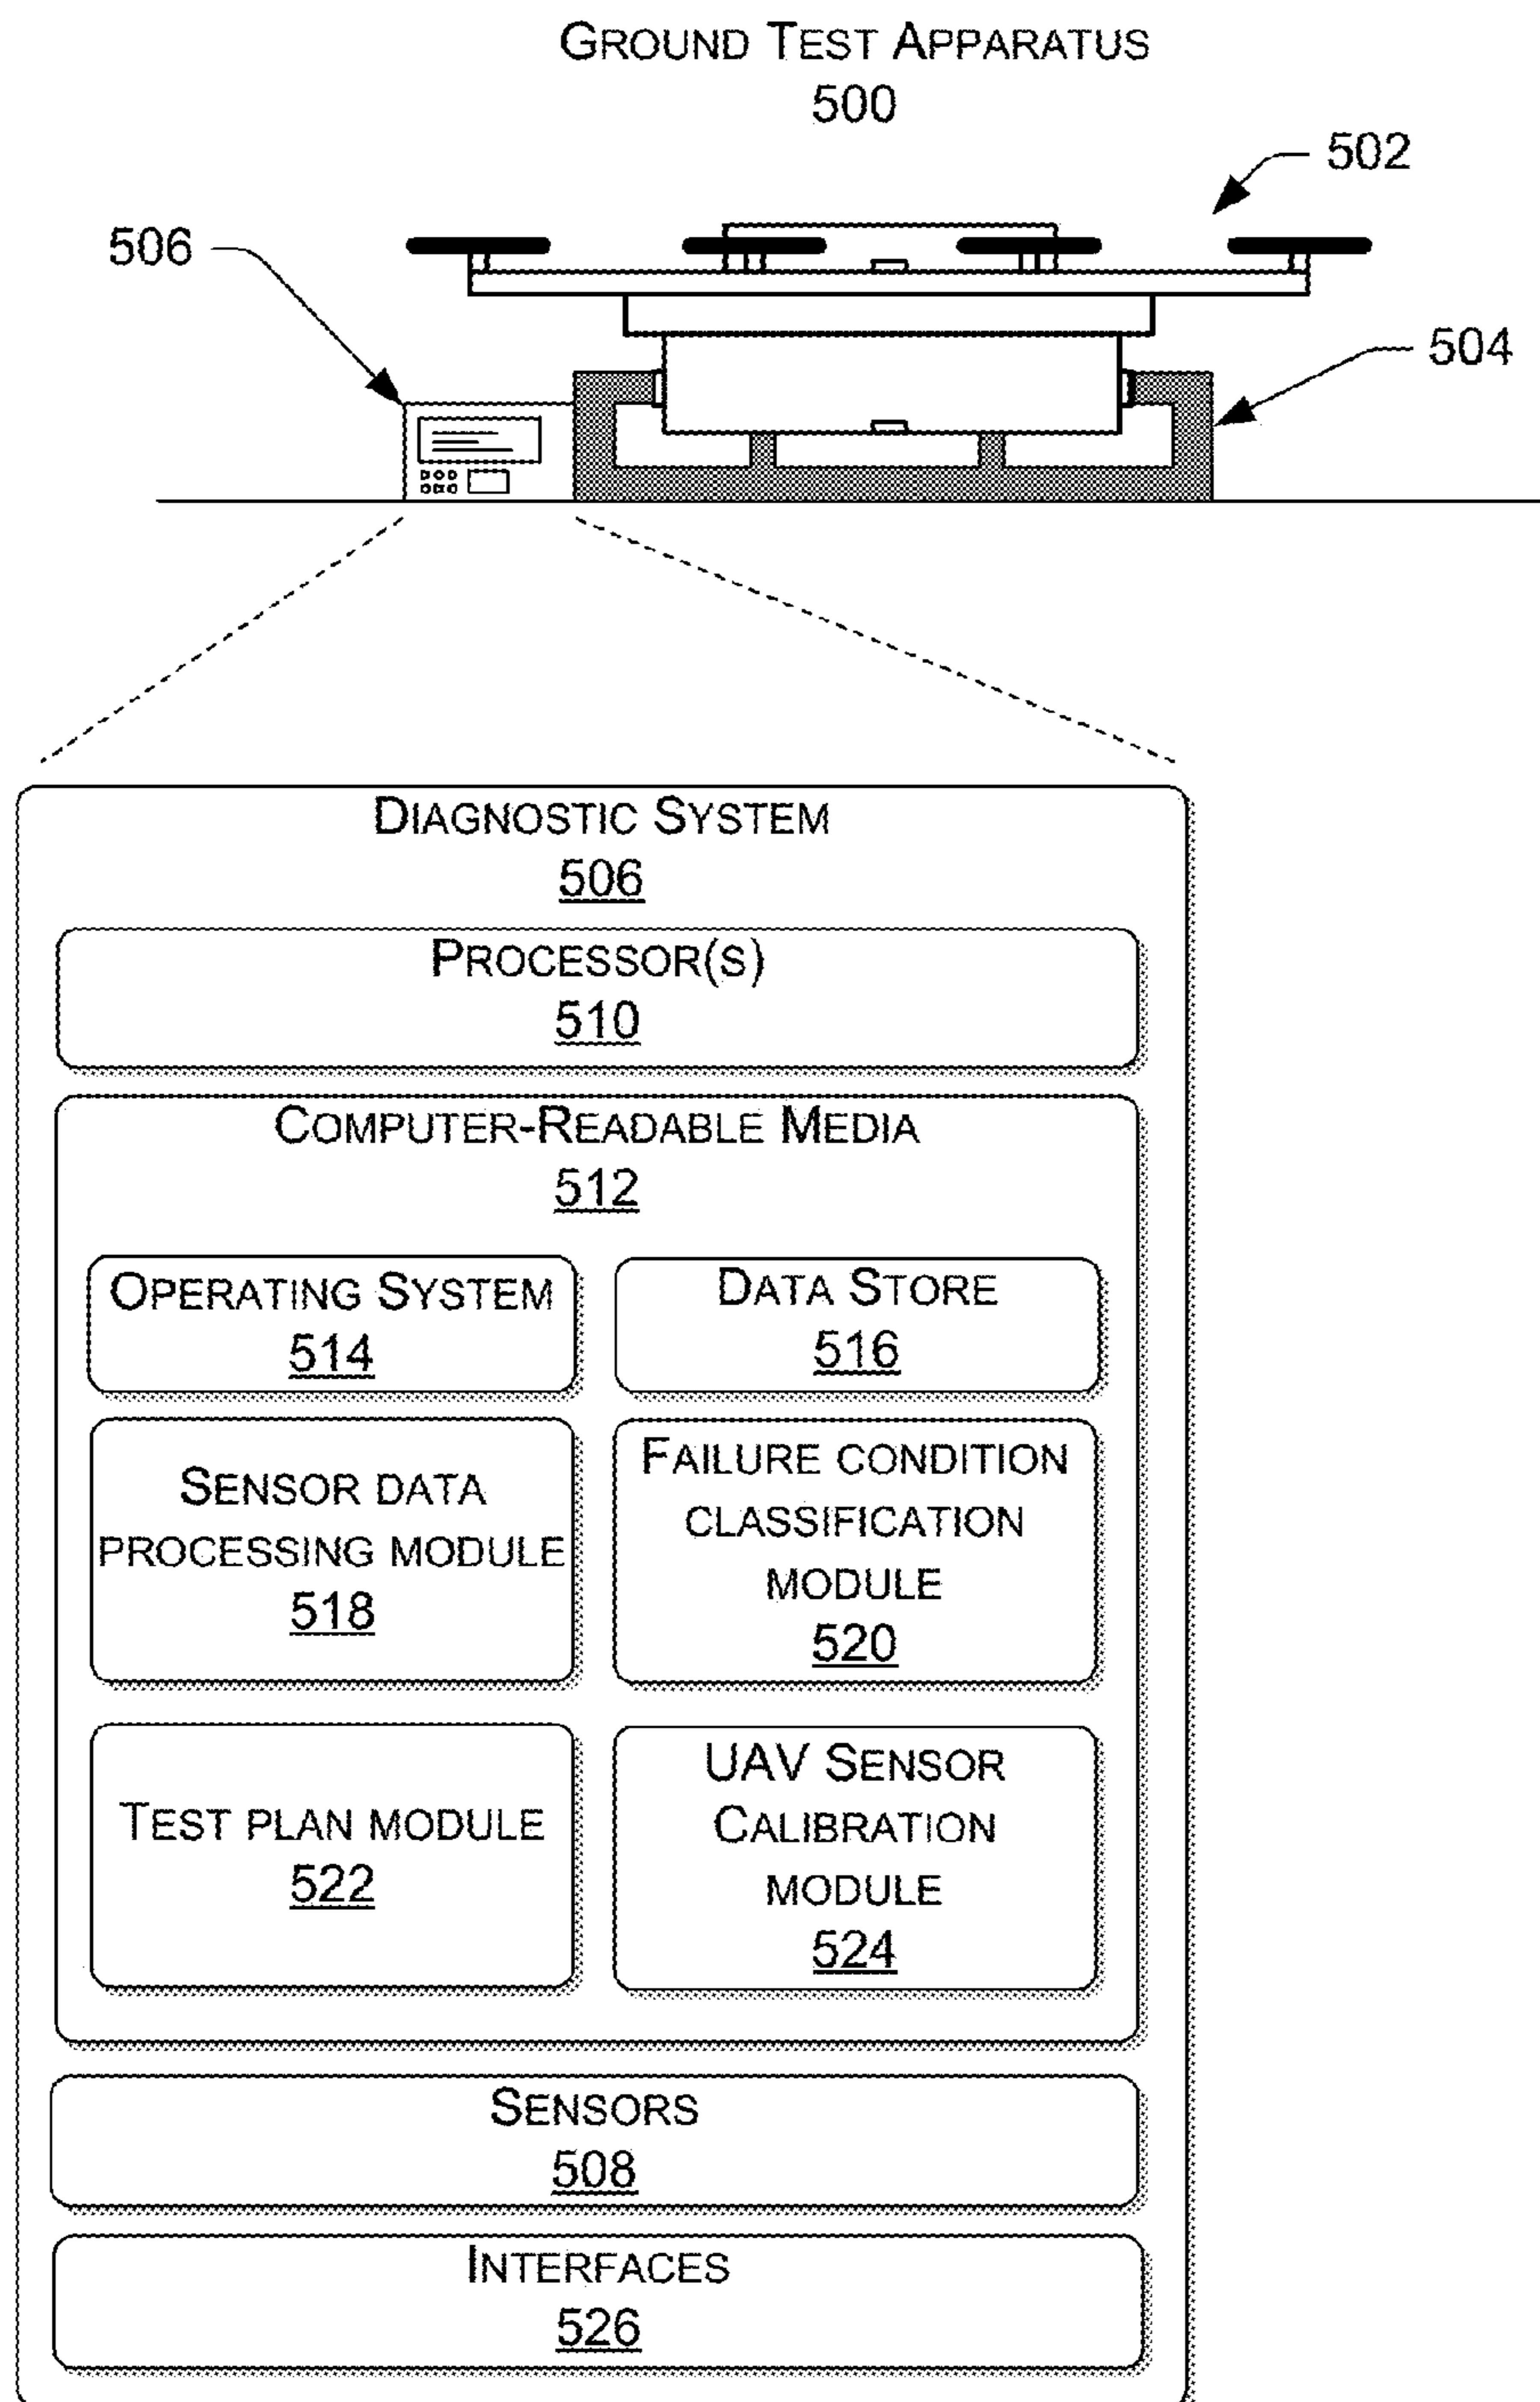 GROUND TEST APPARATUS
500
502
506
504
DIAGNOSTIC SYSTEM
506
PROCESSOR(S)
510
COMPUTER-READABLE MEDIA
512
OPERATING SYSTEM
514
DATA STORE
516
SENSOR DATA
PROCESSING MODULE
518
FAILURE CONDITION
CLASSIFICATION
MODULE
520
TEST PLAN MODULE
522
UAV SENSOR
CALIBRATION
MODULE
524
SENSORS
508
INTERFACES
526